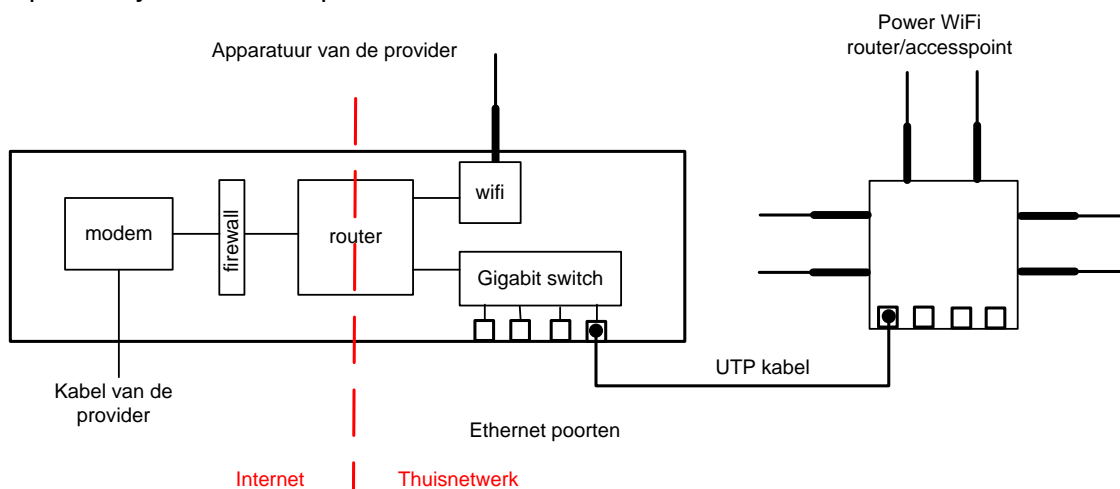 Power WiFi
router/accesspoint
Apparatuur van de provider
wifi
modem
firewall
router
Gigabit switch
UTP kabel
Kabel van de
provider
Ethernet poorten
Internet
Thuisnetwerk